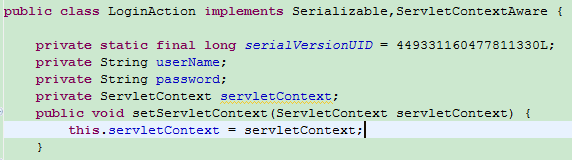 public class LoginAction implements Serializable,ServletContextAware {
private static final long serialVersionUID = 449331160477811330L;
private String userName;
private String password;
private ServletContext servletContext;
public void setServletContext(ServletContext servletContext) {
this.servletContext = servletContext;
}